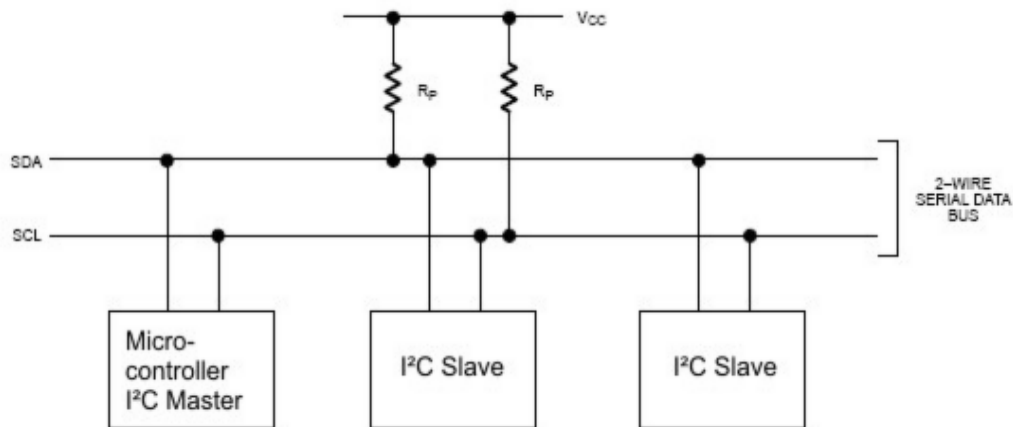 VCC
RP
RP
SDA
2–WIRE
SERIAL DATA
BUS
SCL
Micro-
controller
I²C Master
I²C Slave
I²C Slave